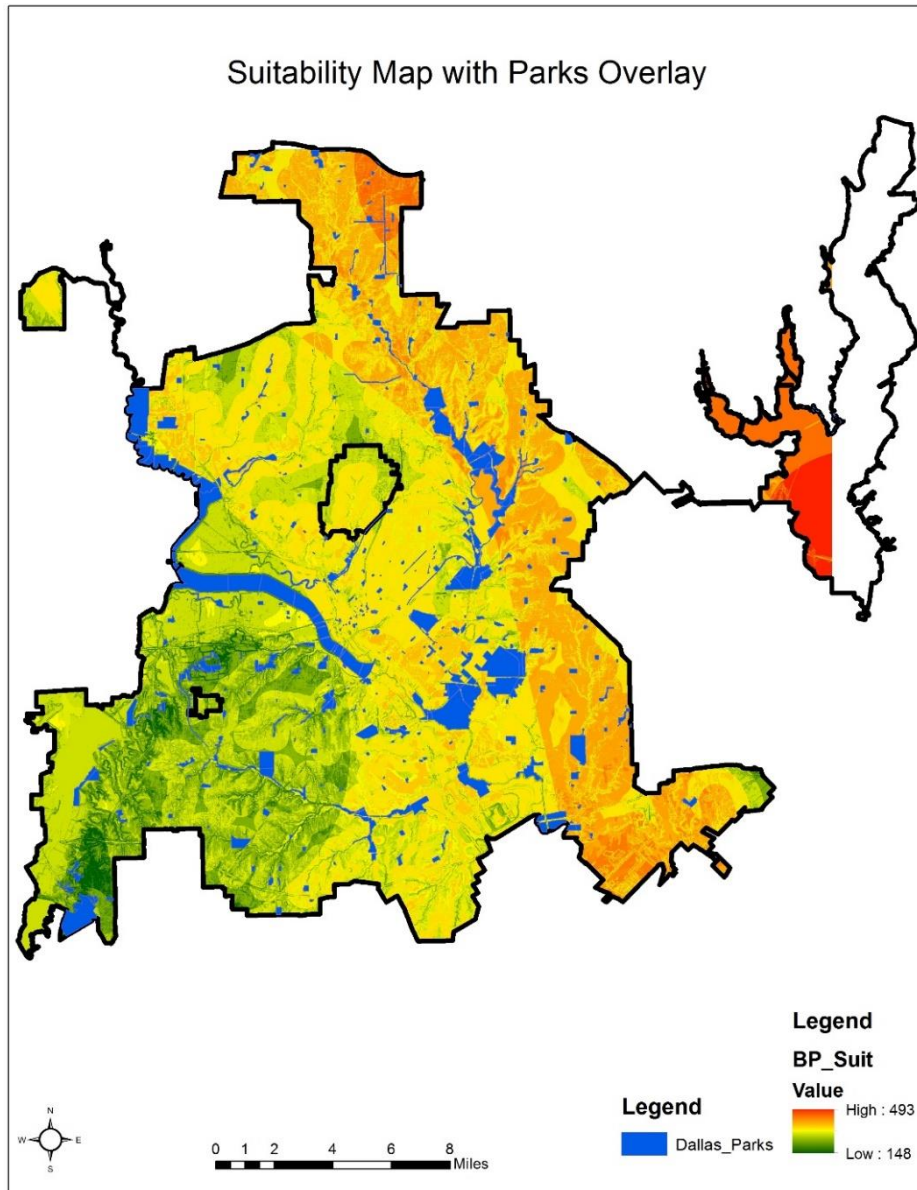 Suitability Map with Parks Overlay
Legend
BP_Suit
Value
High : 493
Low : 148
Legend
Dallas_Parks
N
W E
S
0 1 2 4 6 8
Miles